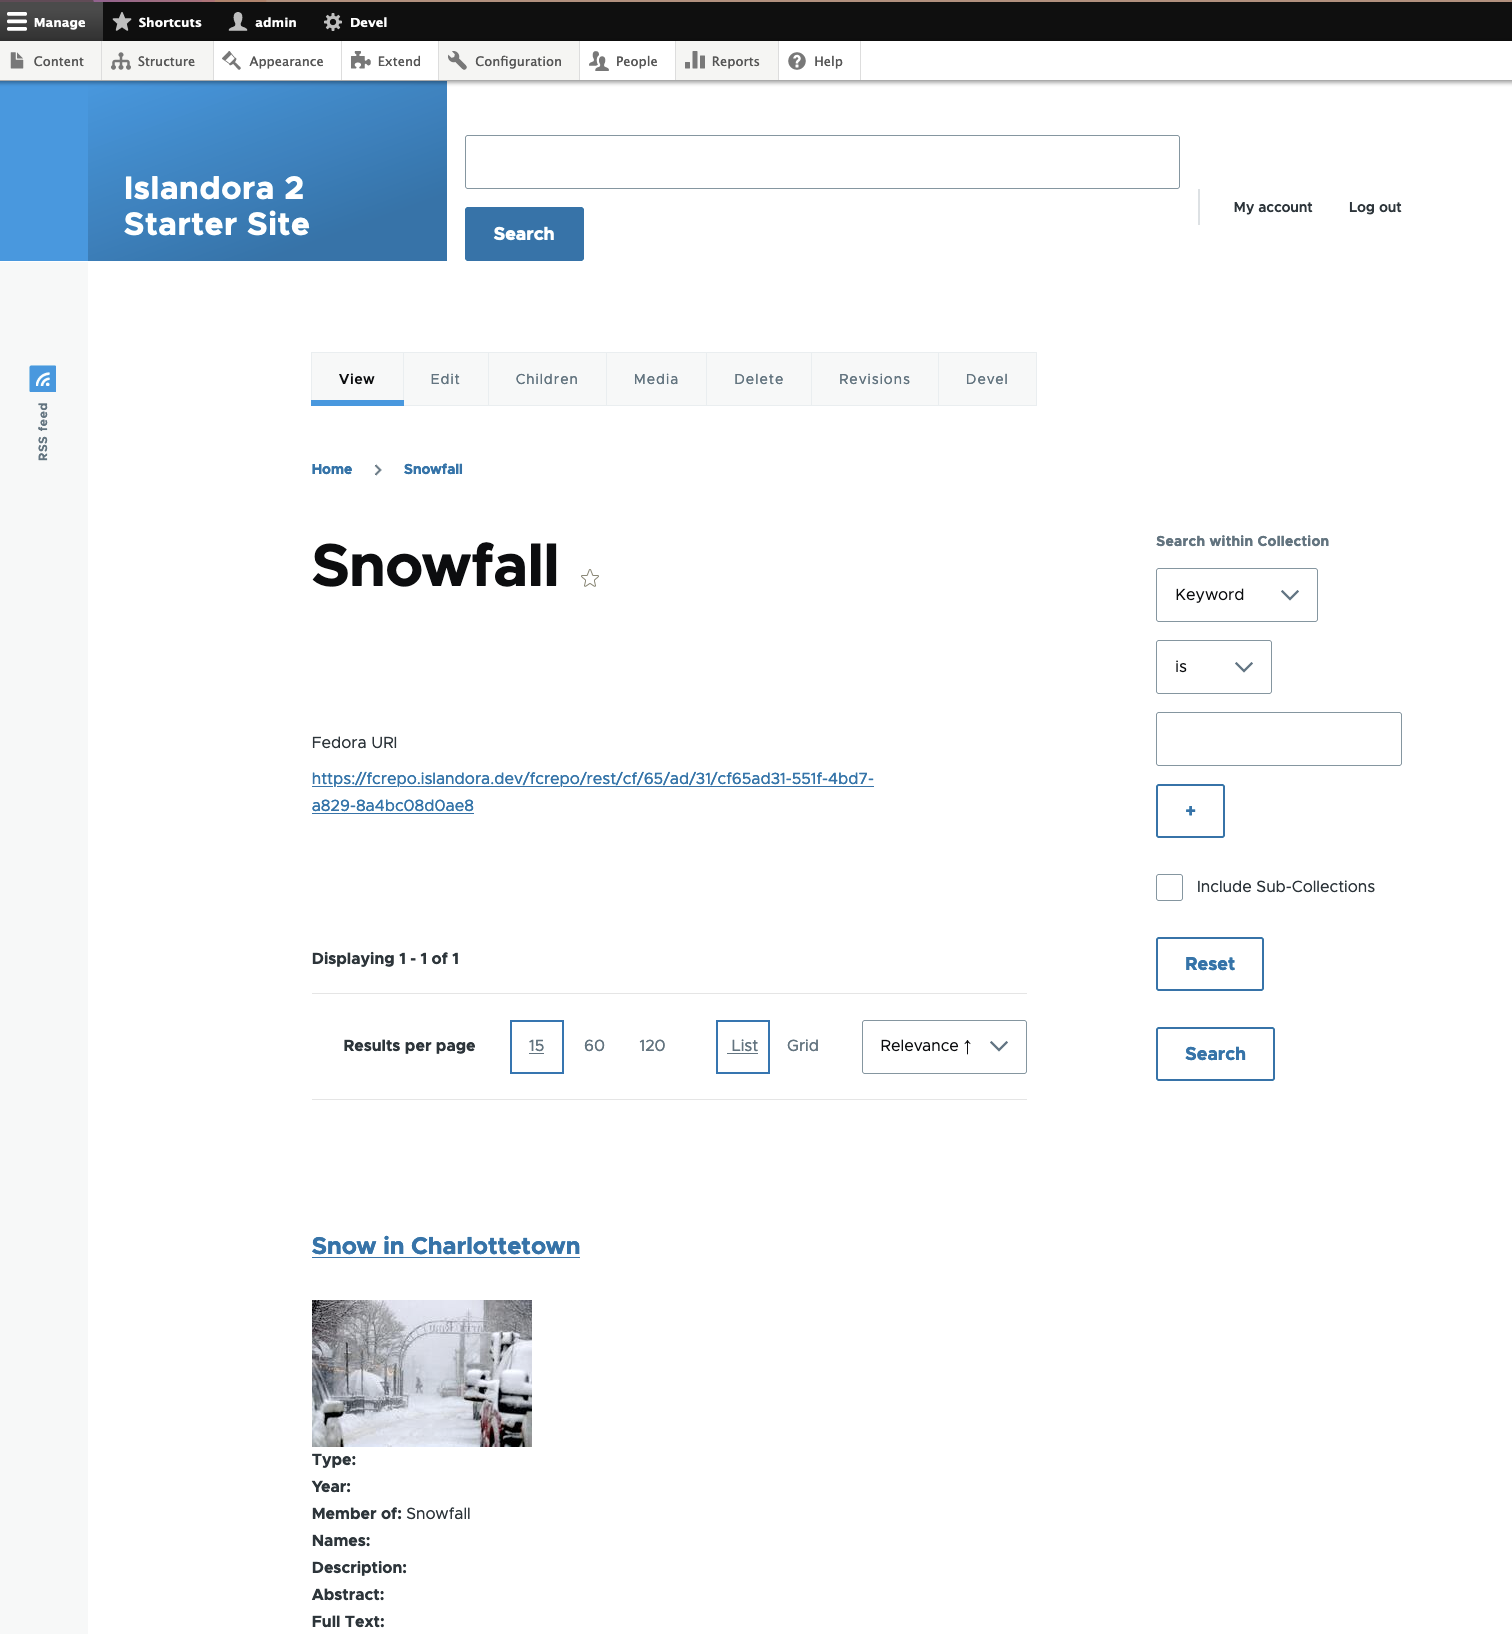 Manage Shortcuts admin Devel
Content Structure Appearance Extend Configuration People Reports Help
Islandora 2
Starter Site
Search
My account Log out
RSS feed
View Edit Children Media Delete Revisions Devel
Home Snowfall
Snowfall
Fedora URI
https://fcrepo.islandora.dev/fcrepo/rest/cf/65/ad/31/cf65ad31-551f-4bd7-
a829-8a4bc08d0ae8
Displaying 1 - 1 of 1
Results per page 15 60 120 List Grid Relevance ↑
Snow in Charlottetown
Type:
Year:
Member of: Snowfall
Names:
Description:
Abstract:
Full Text:
Search within Collection
Keyword
is
+
Include Sub-Collections
Reset
Search